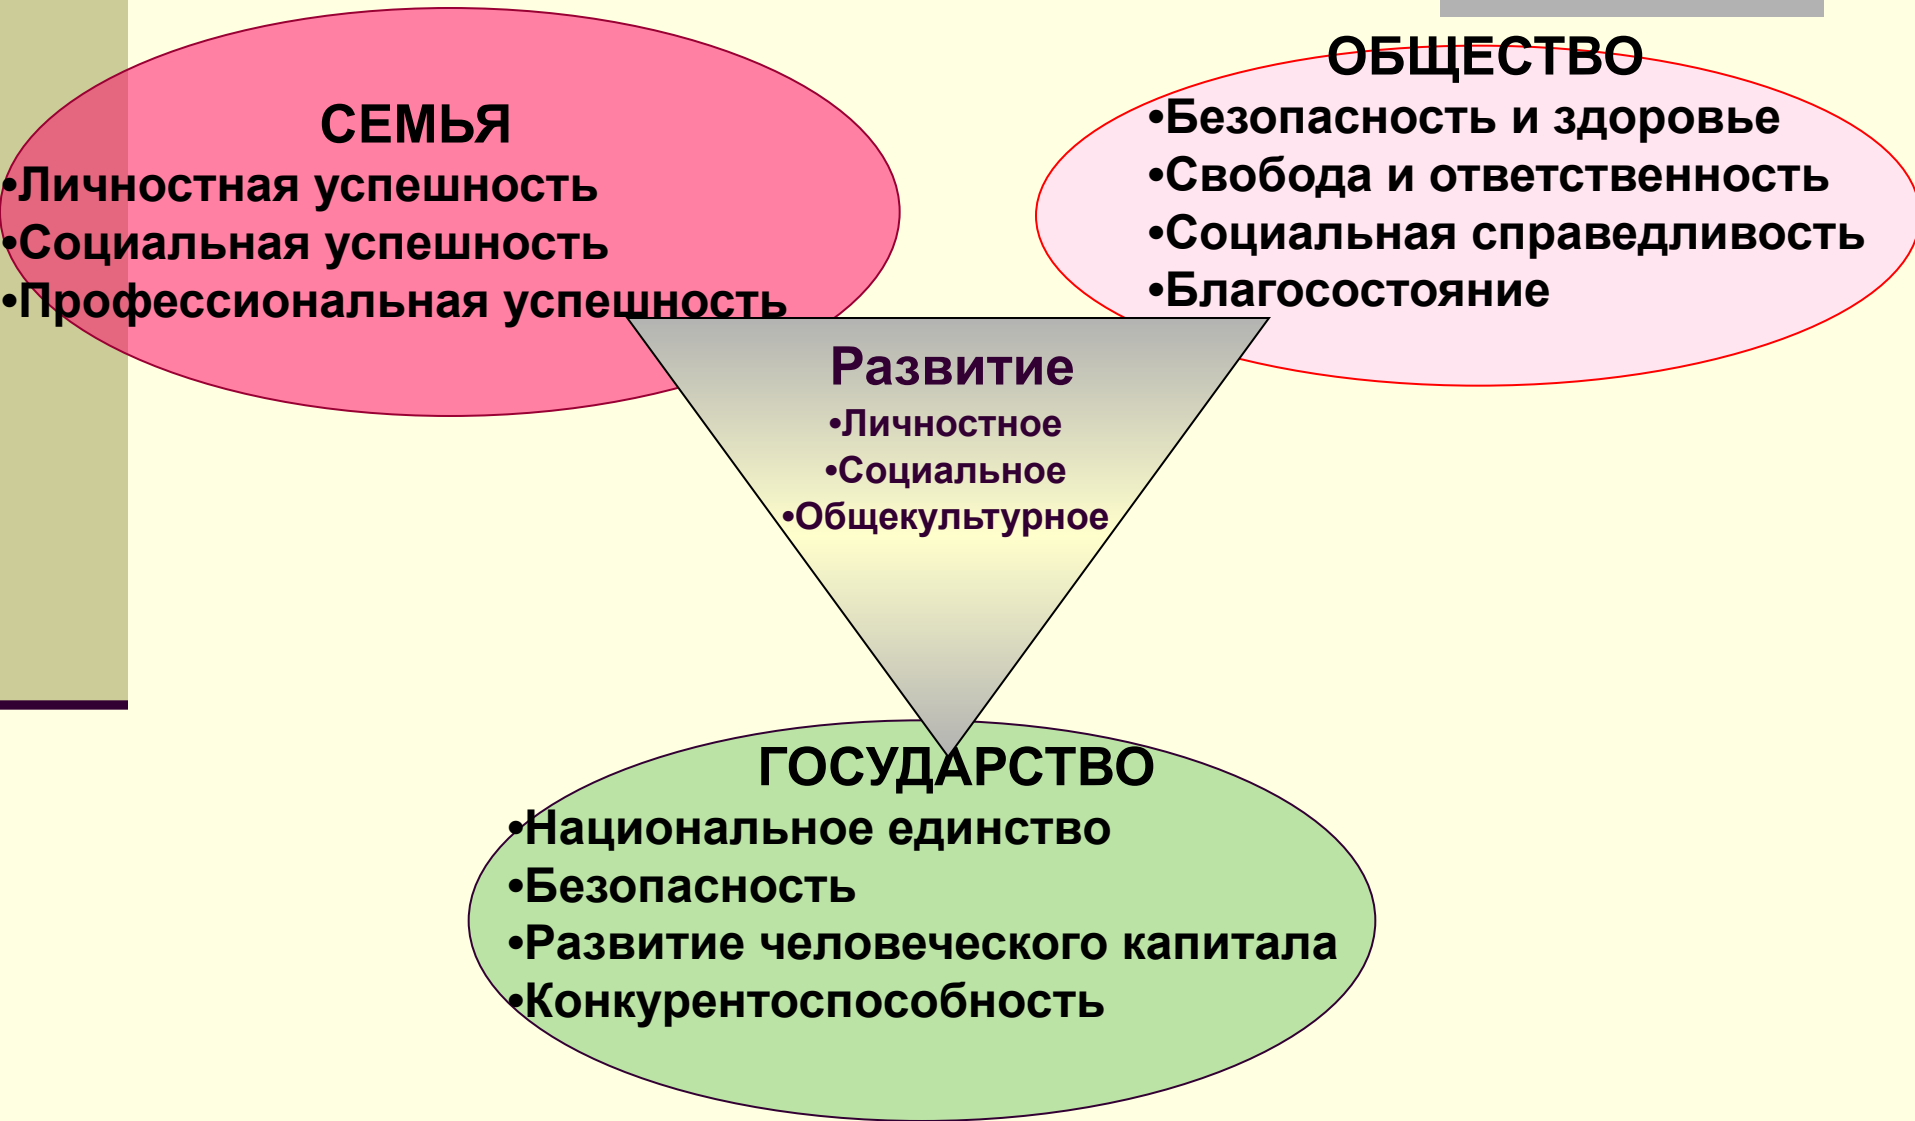 СЕМЬЯ
•Личностная успешность
•Социальная успешность
•Профессиональная успешность
ОБЩЕСТВО
•Безопасность и здоровье
•Свобода и ответственность
•Социальная справедливость
•Благосостояние
Развитие
•Личностное
•Социальное
•Общекультурное
ГОСУДАРСТВО
•Национальное единство
•Безопасность
•Развитие человеческого капитала
•Конкурентоспособность